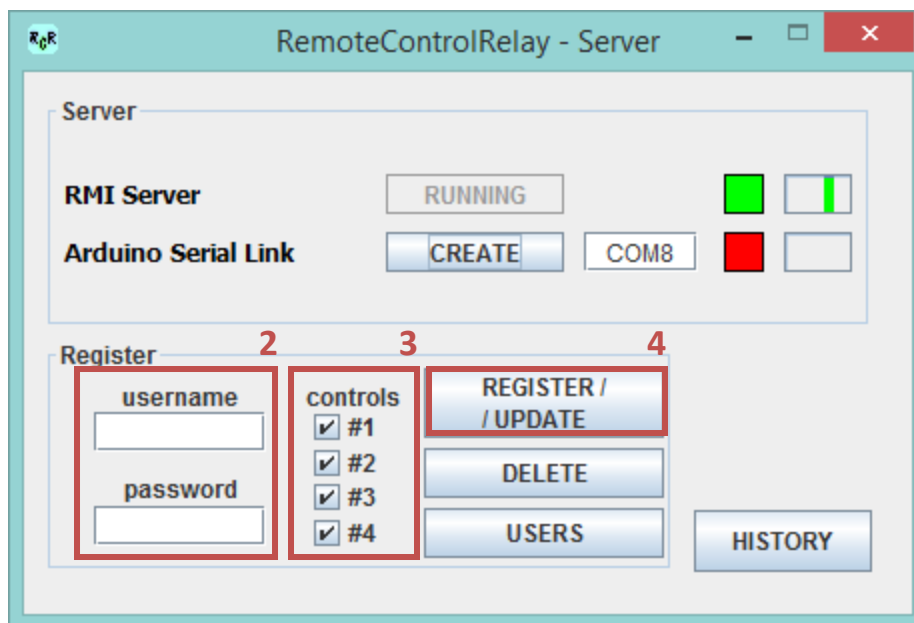 RCR
RemoteControlRelay - Server
Server
RMI Server
RUNNING
Arduino Serial Link
CREATE
COM8
Register
2
3
4
username
password
controls
#1
#2
#3
#4
REGISTER /
/ UPDATE
DELETE
USERS
HISTORY